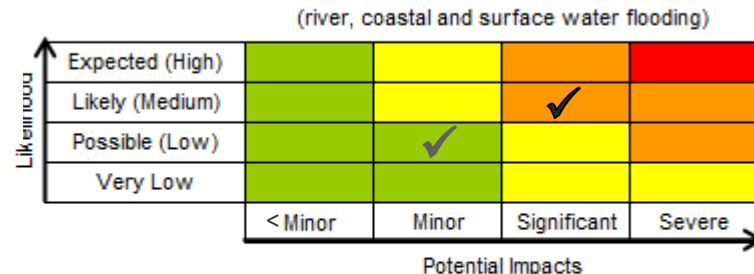 (river, coastal and surface water flooding)
Likelihood
Expected (High)
Likely (Medium)
Possible (Low)
Very Low
< Minor Minor Significant Severe
Potential Impacts